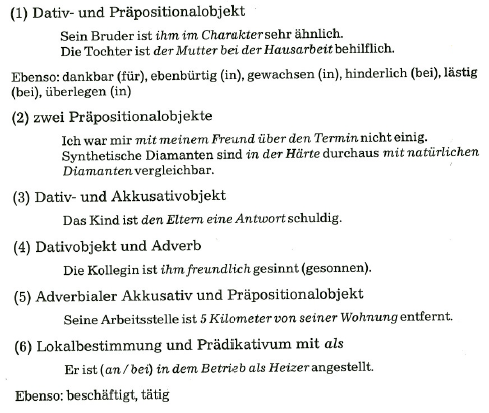 (1) Dativ- und Präpositionalobjekt
Sein Bruder ist ihm im Charakter sehr ähnlich.
Die Tochter ist der Mutter bei der Hausarbeit behilflich.
Ebenso: dankbar (für), ebenbürtig (in), gewachsen (in), hinderlich (bei), lästig
(bei), überlegen (in)
(2) zwei Präpositionalobjekte
Ich war mir mit meinem Freund über den Termin nicht einig.
Synthetische Diamanten sind in der Härte durchaus mit natürlichen
Diamanten vergleichbar.
(3) Dativ- und Akkusativobjekt
Das Kind ist den Eltern eine Antwort schuldig.
(4) Dativobjekt und Adverb
Die Kollegin ist ihm freundlich gesinnt (gesonnen).
(5) Adverbialer Akkusativ und Präpositionalobjekt
Seine Arbeitsstelle ist 5 Kilometer von seiner Wohnung entfernt.
(6) Lokalbestimmung und Prädikativum mit als
Er ist (an / bei) in dem Betrieb als Heizer angestellt.
Ebenso: beschäftigt, tätig